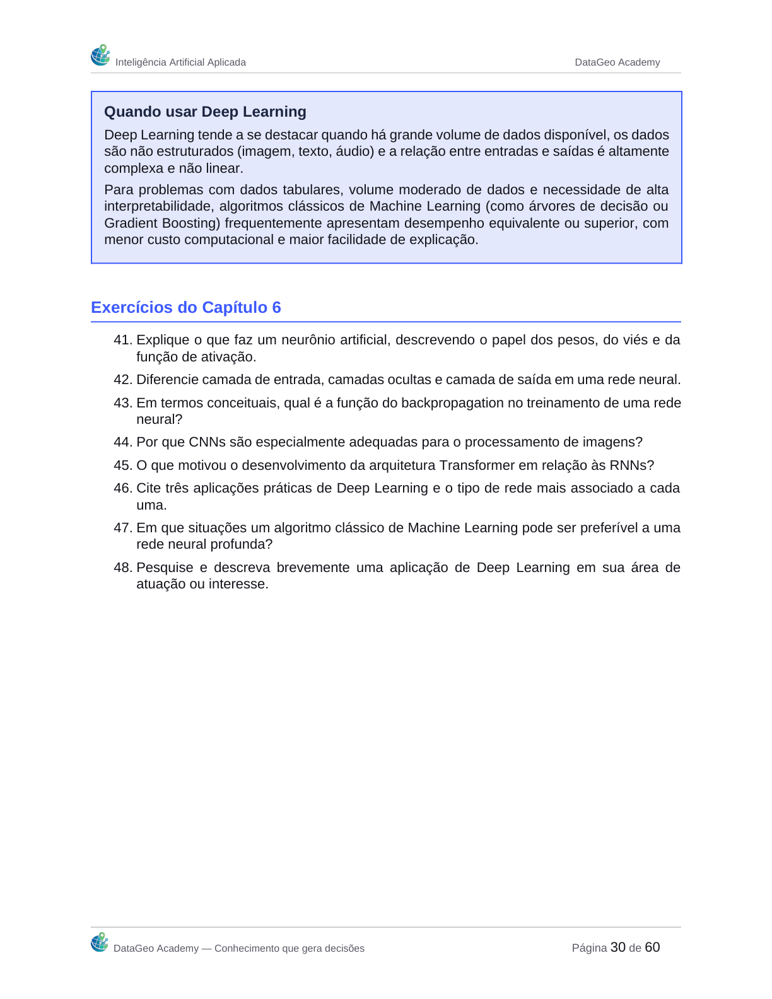 Inteligência Artificial Aplicada DataGeo Academy
Quando usar Deep Learning
Deep Learning tende a se destacar quando há grande volume de dados disponível, os dados
são não estruturados (imagem, texto, áudio) e a relação entre entradas e saídas é altamente
complexa e não linear.
Para problemas com dados tabulares, volume moderado de dados e necessidade de alta
interpretabilidade, algoritmos clássicos de Machine Learning (como árvores de decisão ou
Gradient Boosting) frequentemente apresentam desempenho equivalente ou superior, com
menor custo computacional e maior facilidade de explicação.
Exercícios do Capítulo 6
41. Explique o que faz um neurônio artificial, descrevendo o papel dos pesos, do viés e da
função de ativação.
42. Diferencie camada de entrada, camadas ocultas e camada de saída em uma rede neural.
43. Em termos conceituais, qual é a função do backpropagation no treinamento de uma rede
neural?
44. Por que CNNs são especialmente adequadas para o processamento de imagens?
45. O que motivou o desenvolvimento da arquitetura Transformer em relação às RNNs?
46. Cite três aplicações práticas de Deep Learning e o tipo de rede mais associado a cada
uma.
47. Em que situações um algoritmo clássico de Machine Learning pode ser preferível a uma
rede neural profunda?
48. Pesquise e descreva brevemente uma aplicação de Deep Learning em sua área de
atuação ou interesse.
DataGeo Academy — Conhecimento que gera decisões Página 30 de 60